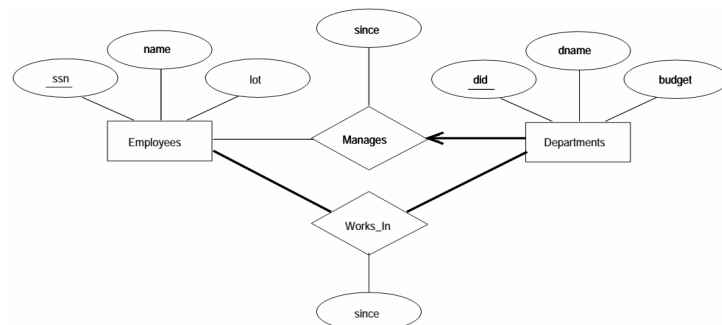 since
name
dname
ssn
lot
did
budget
Employees
Manages
Departments
Works_In
since